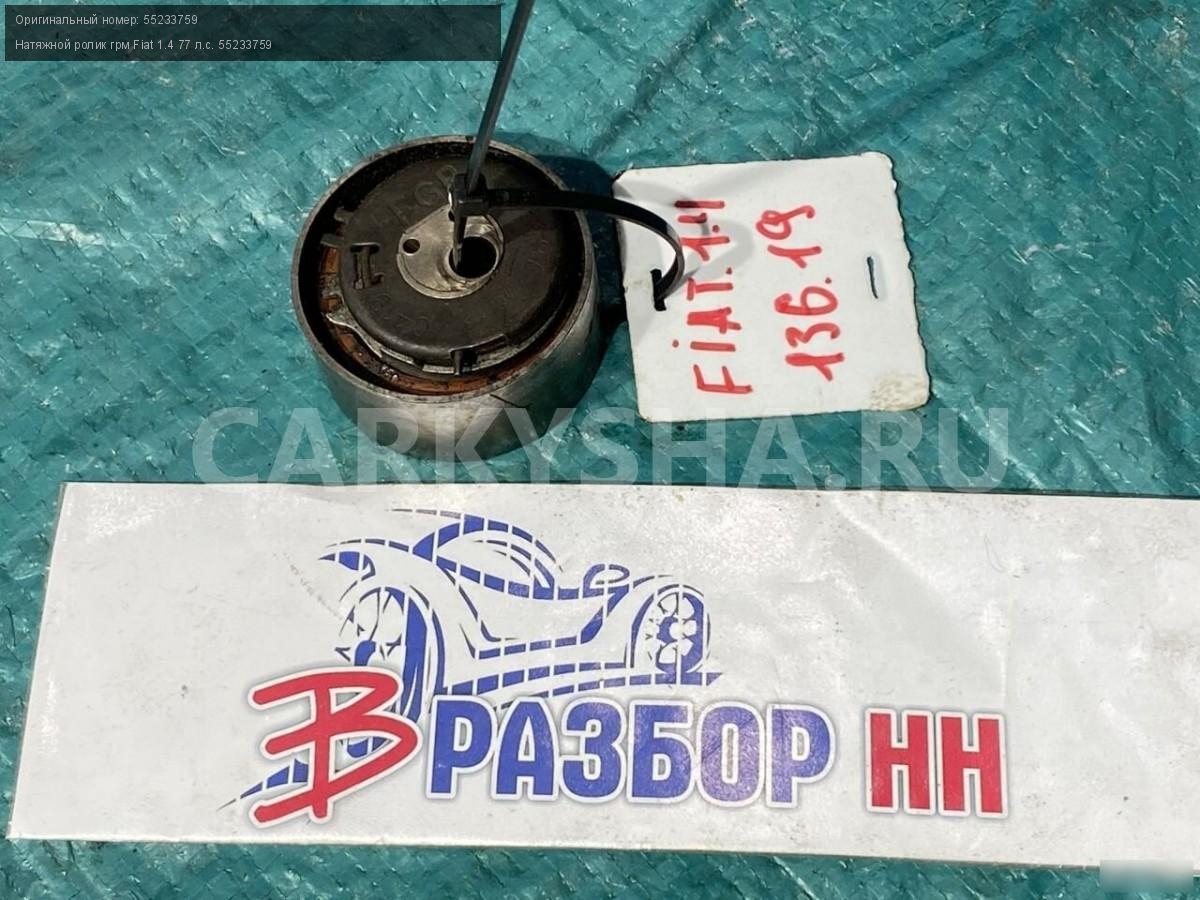 Оригинальный номер: 55233759
Натяжной ролик грм Fiat 1.4 77 л.с. 55233759
FiAT. 1.4
136.19
CARKYSHA.RU
В РАЗБОР НН